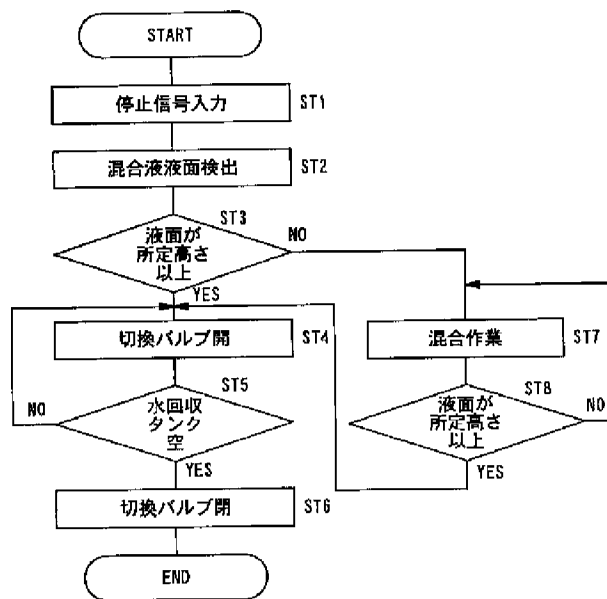 START
停止信号入力
ST1
混合液液面検出
ST2
ST3
液面が
所定高さ
以上
NO
YES
切換バルブ開
ST4
混合作業
ST7
ST5
水回収
タンク
空
NO
YES
ST8
液面が
所定高さ
以上
NO
YES
切換バルブ閉
ST6
END